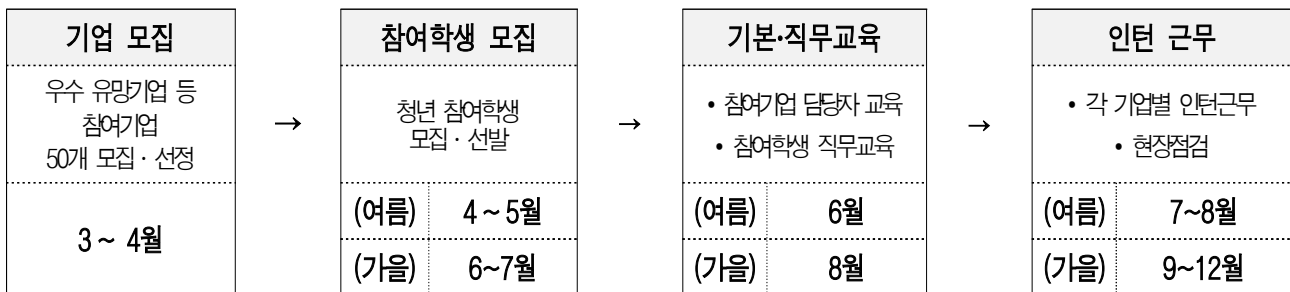 기업 모집
우수 유망기업 등
참여기업
50개 모집 · 선정
3 ~ 4월
→
참여학생 모집
청년 참여학생
모집 · 선발
(여름) 4 ~ 5월
(가을) 6~7월
→
기본·직무교육
• 참여기업 담당자 교육
• 참여학생 직무교육
(여름) 6월
(가을) 8월
→
인턴 근무
• 각 기업별 인턴근무
• 현장점검
(여름) 7~8월
(가을) 9~12월